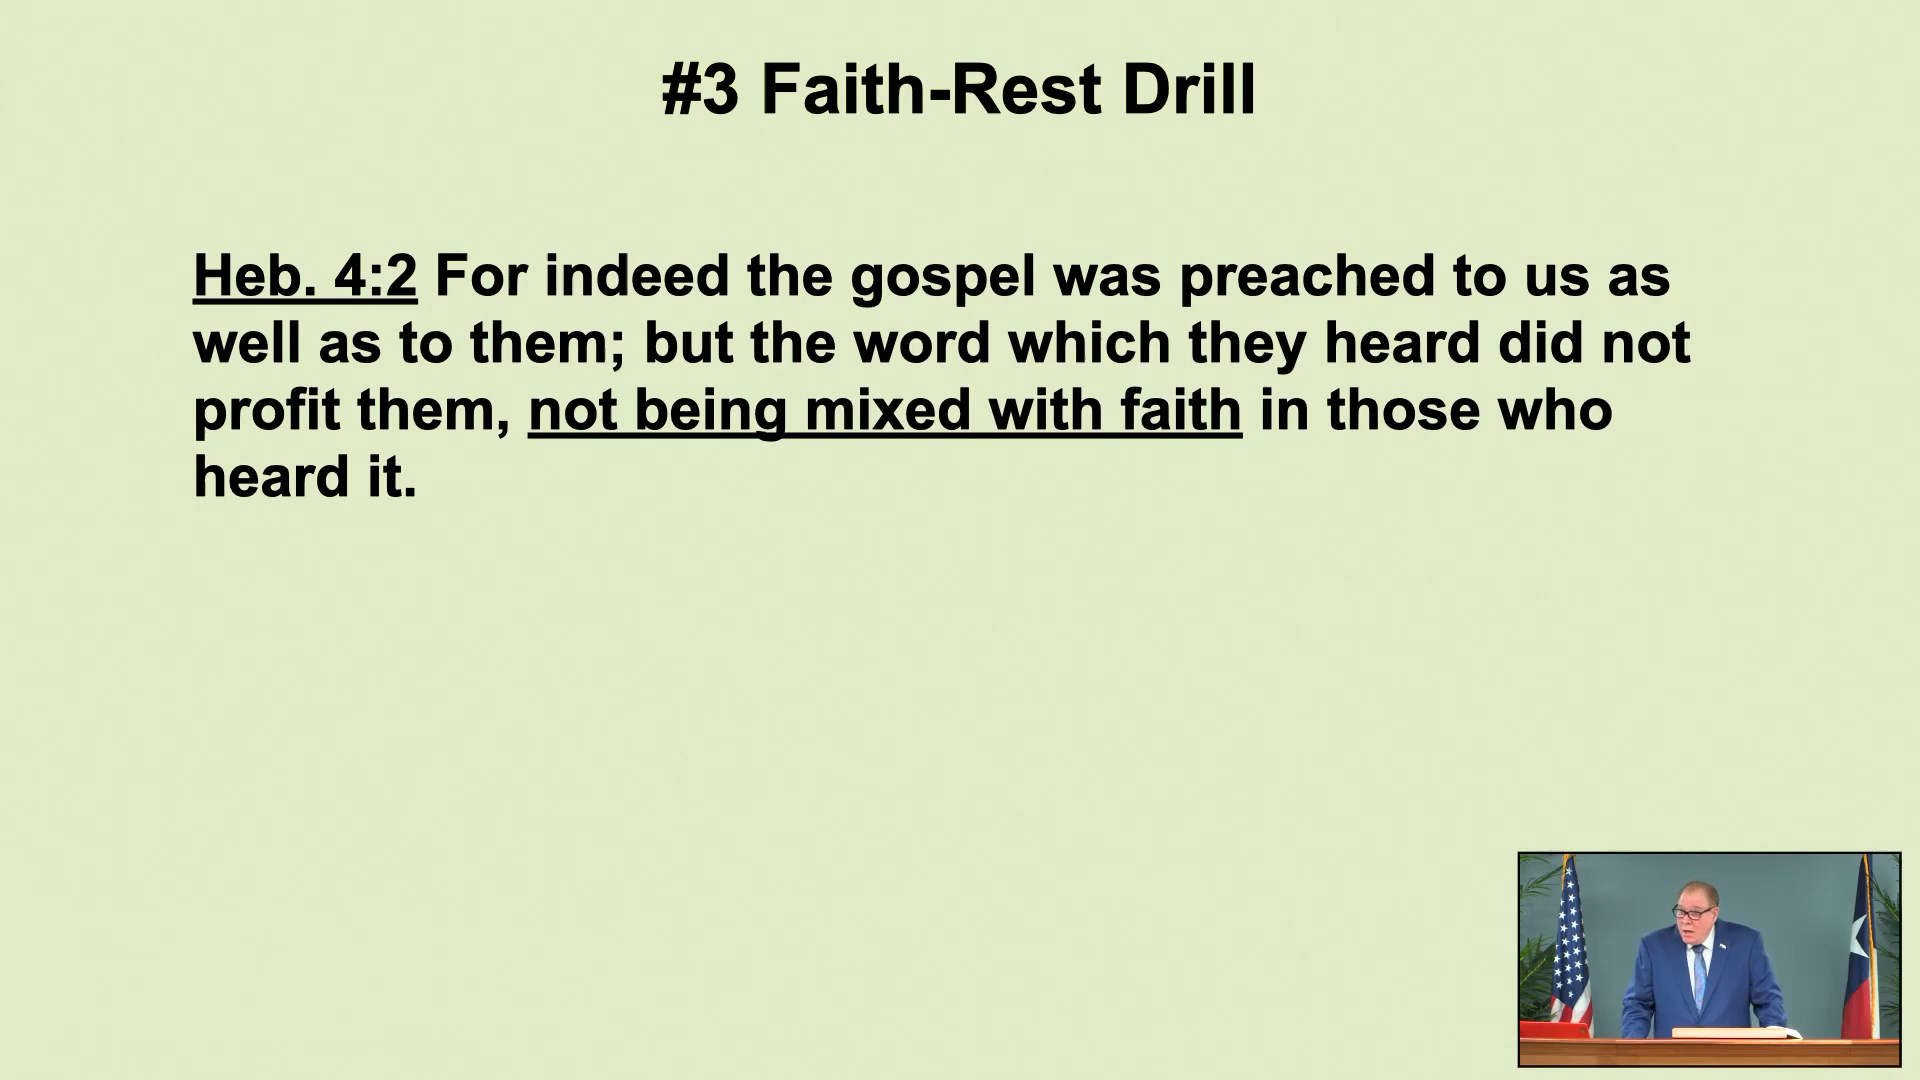 #3 Faith-Rest Drill
Heb. 4:2 For indeed the gospel was preached to us as
well as to them; but the word which they heard did not
profit them, not being mixed with faith in those who
heard it.